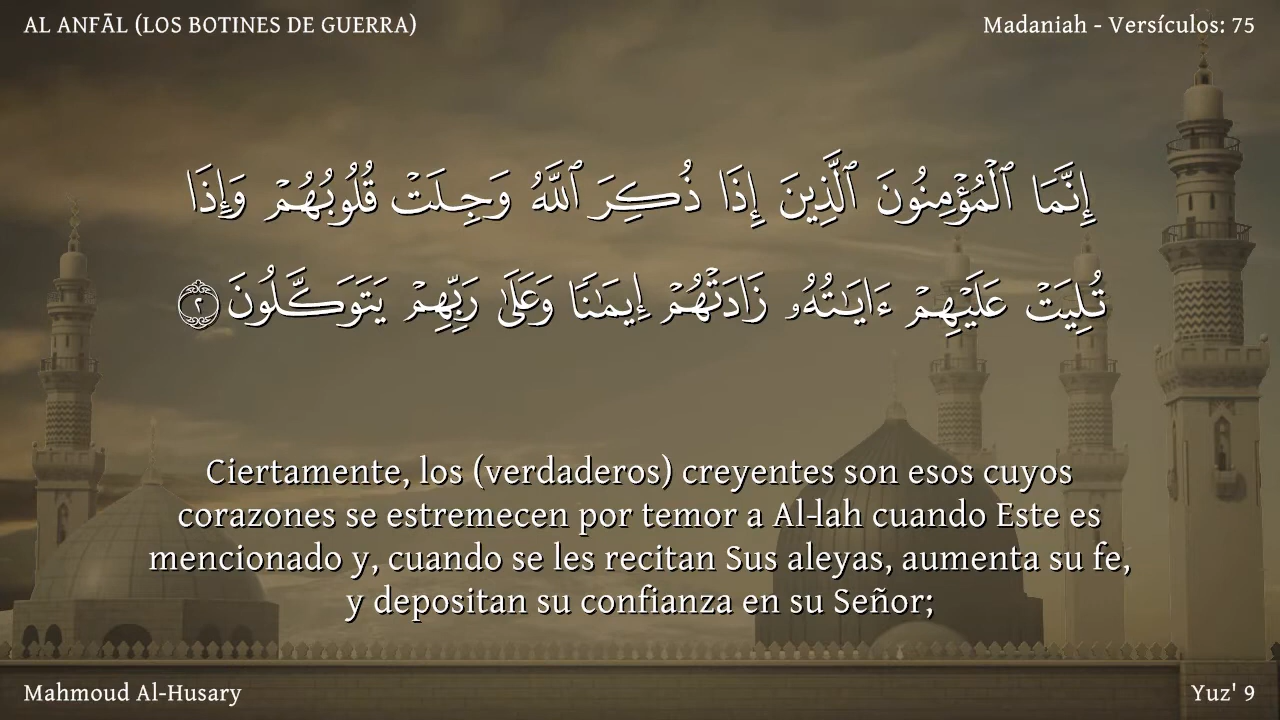 AL ANFĀL (LOS BOTINES DE GUERRA)
Madaniah - Versículos: 75
إِنَّمَا ٱلْمُؤْمِنُونَ ٱلَّذِينَ إِذَا ذُكِرَ ٱللَّهُ وَجِلَتْ قُلُوبُهُمْ وَإِذَا
تُلِيَتْ عَلَيْهِمْ ءَايَـٰتُهُۥ زَادَتْهُمْ إِيمَـٰنًا وَعَلَىٰ رَبِّهِمْ يَتَوَكَّلُونَ ٢
Ciertamente, los (verdaderos) creyentes son esos cuyos
corazones se estremecen por temor a Al-lah cuando Este es
mencionado y, cuando se les recitan Sus aleyas, aumenta su fe,
y depositan su confianza en su Señor;
Mahmoud Al-Husary
Yuz' 9